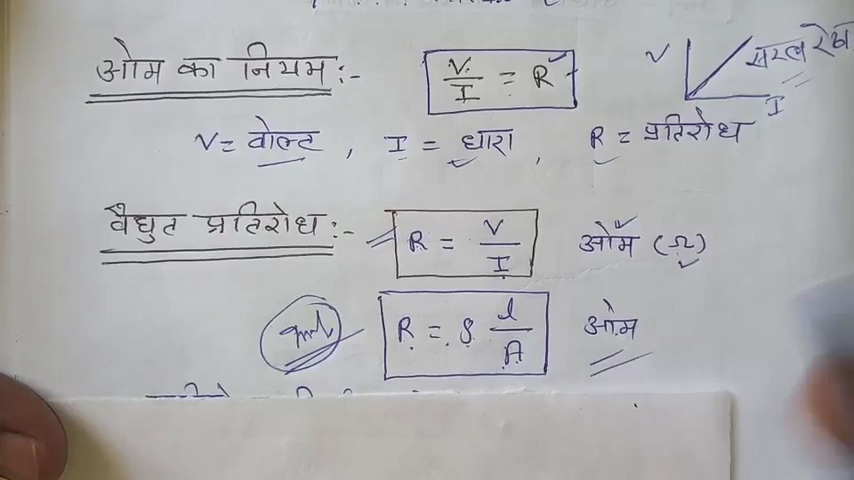 ओम का नियम:- V/I = R V सरल रेखा I
V = वोल्ट , I = धारा , R = प्रतिरोध
वैद्युत प्रतिरोध:- R = V/I ओम (Ω)
R = ρ l/A ओम